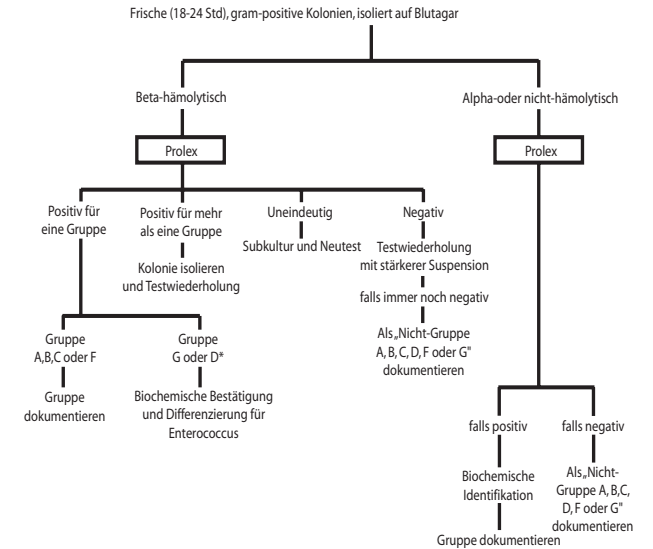 Frische (18-24 Std), gram-positive Kolonien, isoliert auf Blutagar
Beta-hämolytisch
Alpha-oder nicht-hämolytisch
Prolex
Prolex
Positiv für
eine Gruppe
Positiv für mehr
als eine Gruppe
Uneindeutig
Negativ
Kolonie isolieren
und Testwiederholung
Subkultur und Neutest
Testwiederholung
mit stärkerer Suspension
falls immer noch negativ
Als„Nicht-Gruppe
A, B, C, D, F oder G"
dokumentieren
Gruppe
A,B,C oder F
Gruppe
dokumentieren
Gruppe
G oder D*
Biochemische Bestätigung
und Differenzierung für
Enterococcus
falls positiv
falls negativ
Biochemische
Identifikation
Gruppe dokumentieren
Als„Nicht-
Gruppe A, B,C,
D, F oder G"
dokumentieren